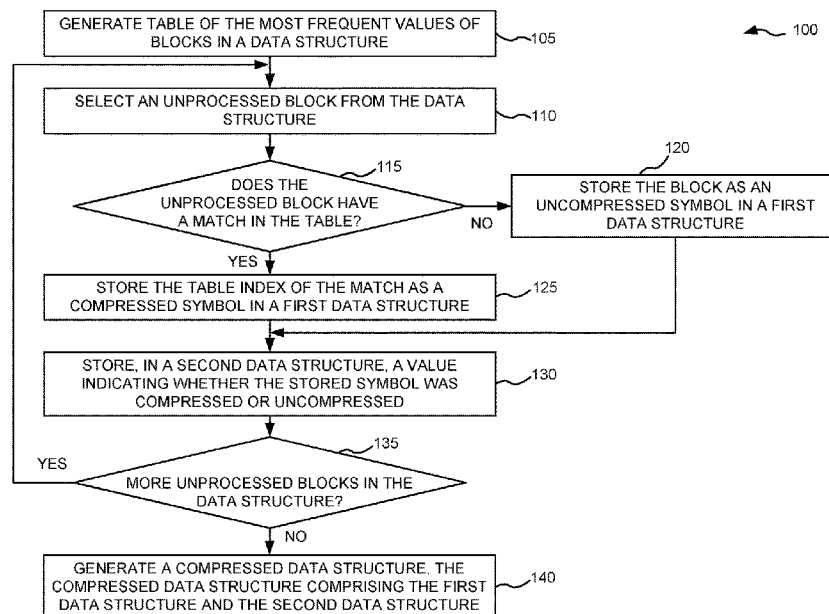 GENERATE TABLE OF THE MOST FREQUENT VALUES OF
BLOCKS IN A DATA STRUCTURE
105
100
SELECT AN UNPROCESSED BLOCK FROM THE DATA
STRUCTURE
110
115
DOES THE
UNPROCESSED BLOCK HAVE
A MATCH IN THE TABLE?
NO
YES
120
STORE THE BLOCK AS AN
UNCOMPRESSED SYMBOL IN A FIRST
DATA STRUCTURE
STORE THE TABLE INDEX OF THE MATCH AS A
COMPRESSED SYMBOL IN A FIRST DATA STRUCTURE
125
STORE, IN A SECOND DATA STRUCTURE, A VALUE
INDICATING WHETHER THE STORED SYMBOL WAS
COMPRESSED OR UNCOMPRESSED
130
135
YES
MORE UNPROCESSED BLOCKS IN THE
DATA STRUCTURE?
NO
GENERATE A COMPRESSED DATA STRUCTURE, THE
COMPRESSED DATA STRUCTURE COMPRISING THE FIRST
DATA STRUCTURE AND THE SECOND DATA STRUCTURE
140